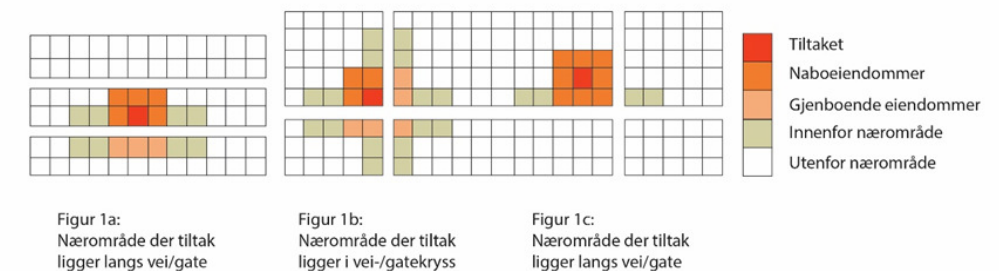 Tiltaket
Naboeiendommer
Gjenboende eiendommer
Innenfor nærområde
Utenfor nærområde
Figur 1a:
Nærområde der tiltak
ligger langs vei/gate
Figur 1b:
Nærområde der tiltak
ligger i vei-/gatekryss
Figur 1c:
Nærområde der tiltak
ligger langs vei/gate